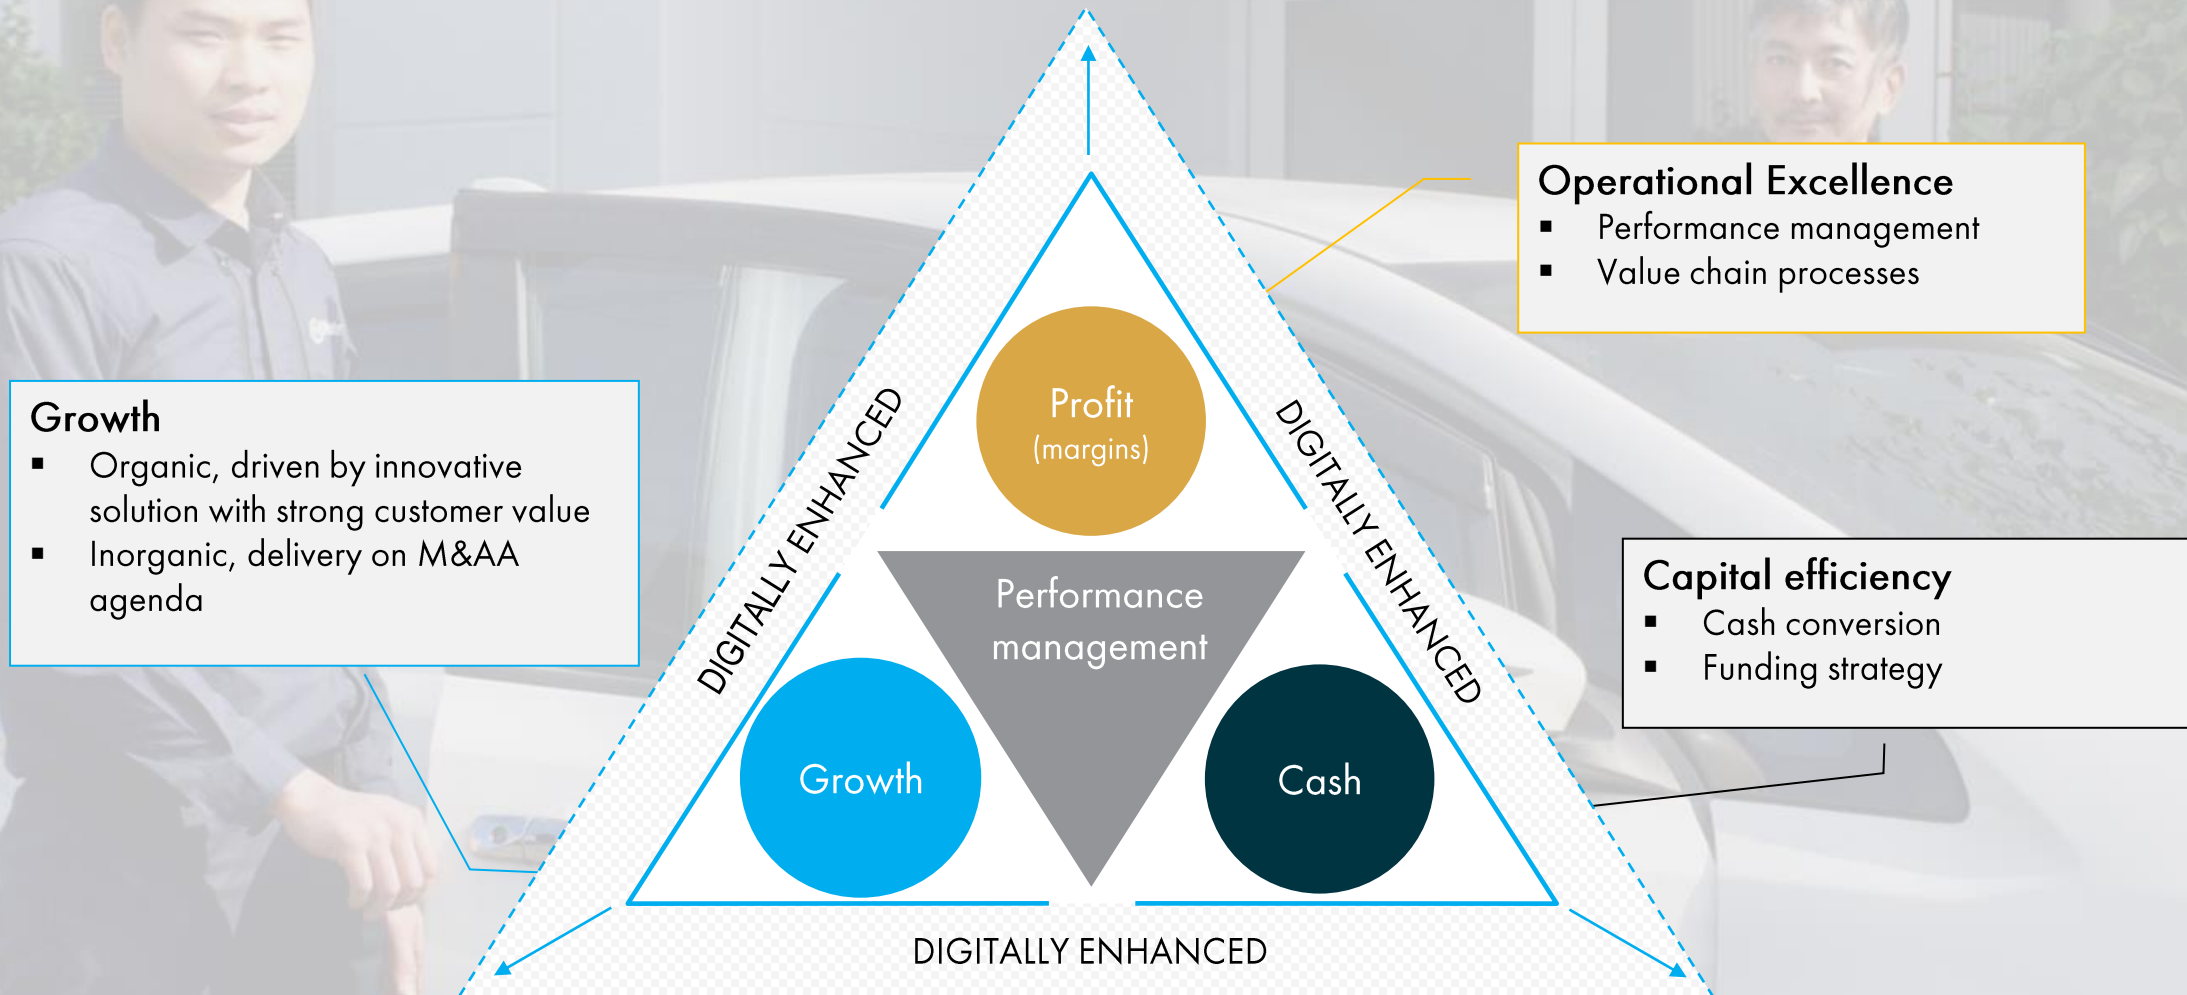 Operational Excellence
▪ Performance management
▪ Value chain processes
Growth
▪ Organic, driven by innovative
solution with strong customer value
▪ Inorganic, delivery on M&AA
agenda
Capital efficiency
▪ Cash conversion
▪ Funding strategy
DIGITALLY ENHANCED
DIGITALLY ENHANCED
Profit
(margins)
Performance
management
Growth
Cash
DIGITALLY ENHANCED